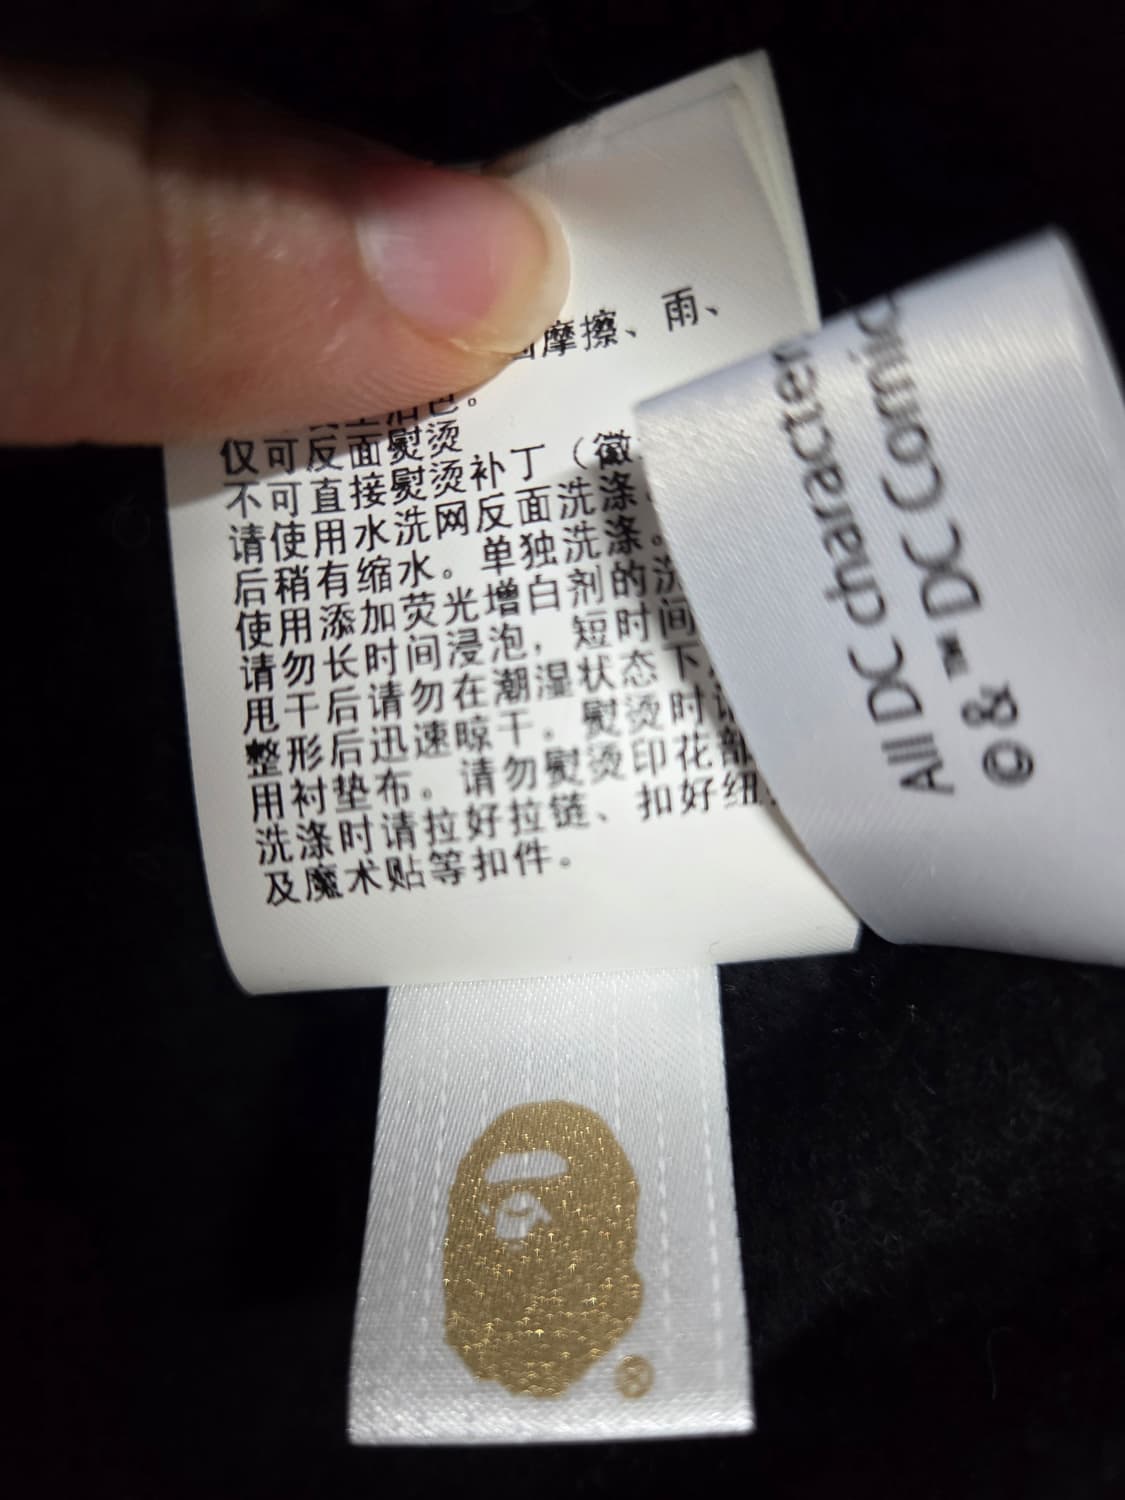 摩擦、雨、
仅可反面熨烫
不可直接熨烫补丁（徽
请使用水洗网反面洗涤
后稍有缩水。单独洗涤。
使用添加荧光增白剂的洗
请勿长时间浸泡，短时间
甩干后请勿在潮湿状态下
整形后迅速晾干。熨烫时请
用衬垫布。请勿熨烫印花部
洗涤时请拉好拉链、扣好纽
及魔术贴等扣件。
All DC character
© & ™ DC Comic
®